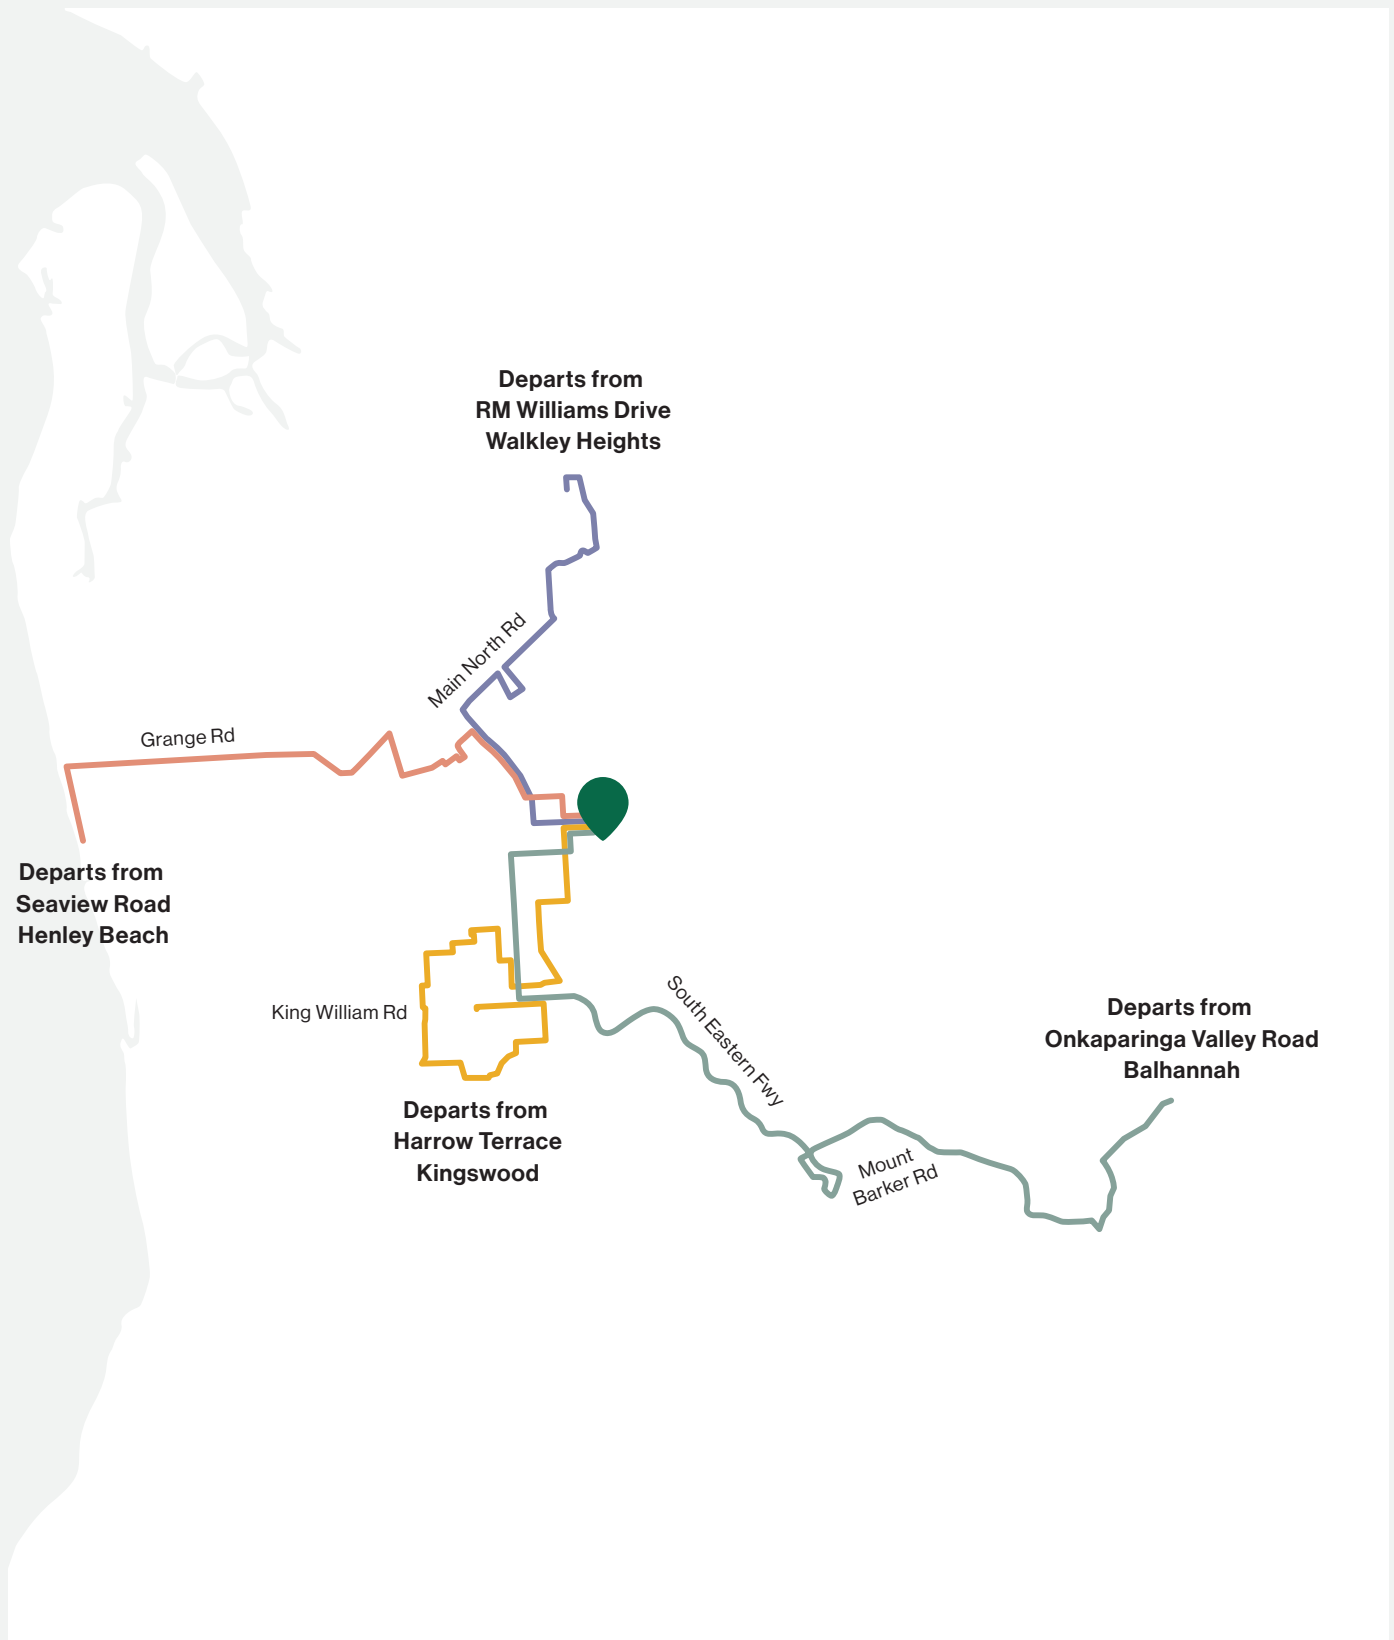 Departs from
RM Williams Drive
Walkley Heights
Main North Rd
Grange Rd
Departs from
Seaview Road
Henley Beach
King William Rd
South Eastern Fwy
Departs from
Onkaparinga Valley Road
Balhannah
Departs from
Harrow Terrace
Kingswood
Mount
Barker Rd